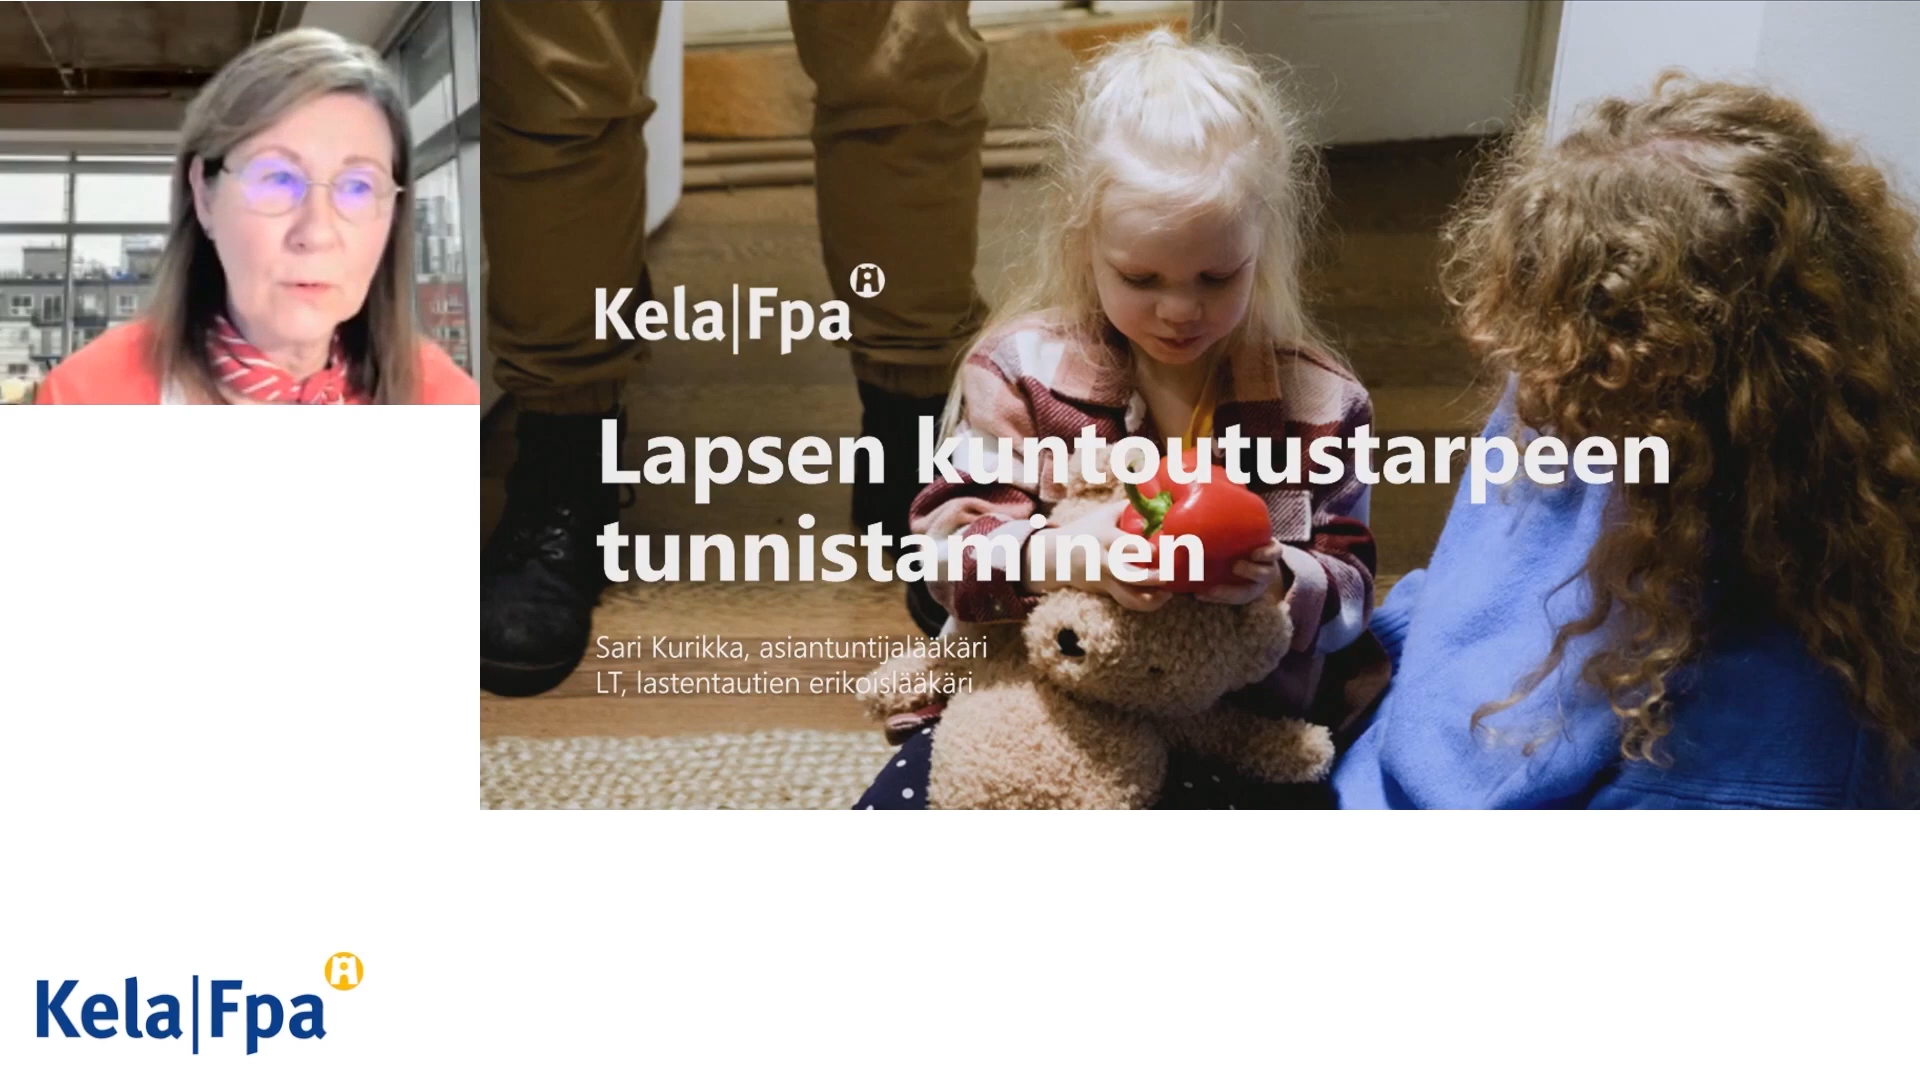 Kela|Fpa
Lapsen kuntoutustarpeen
tunnistaminen
Sari Kurikka, asiantuntijalääkäri
LT, lastentautien erikoislääkäri
Kela|Fpa